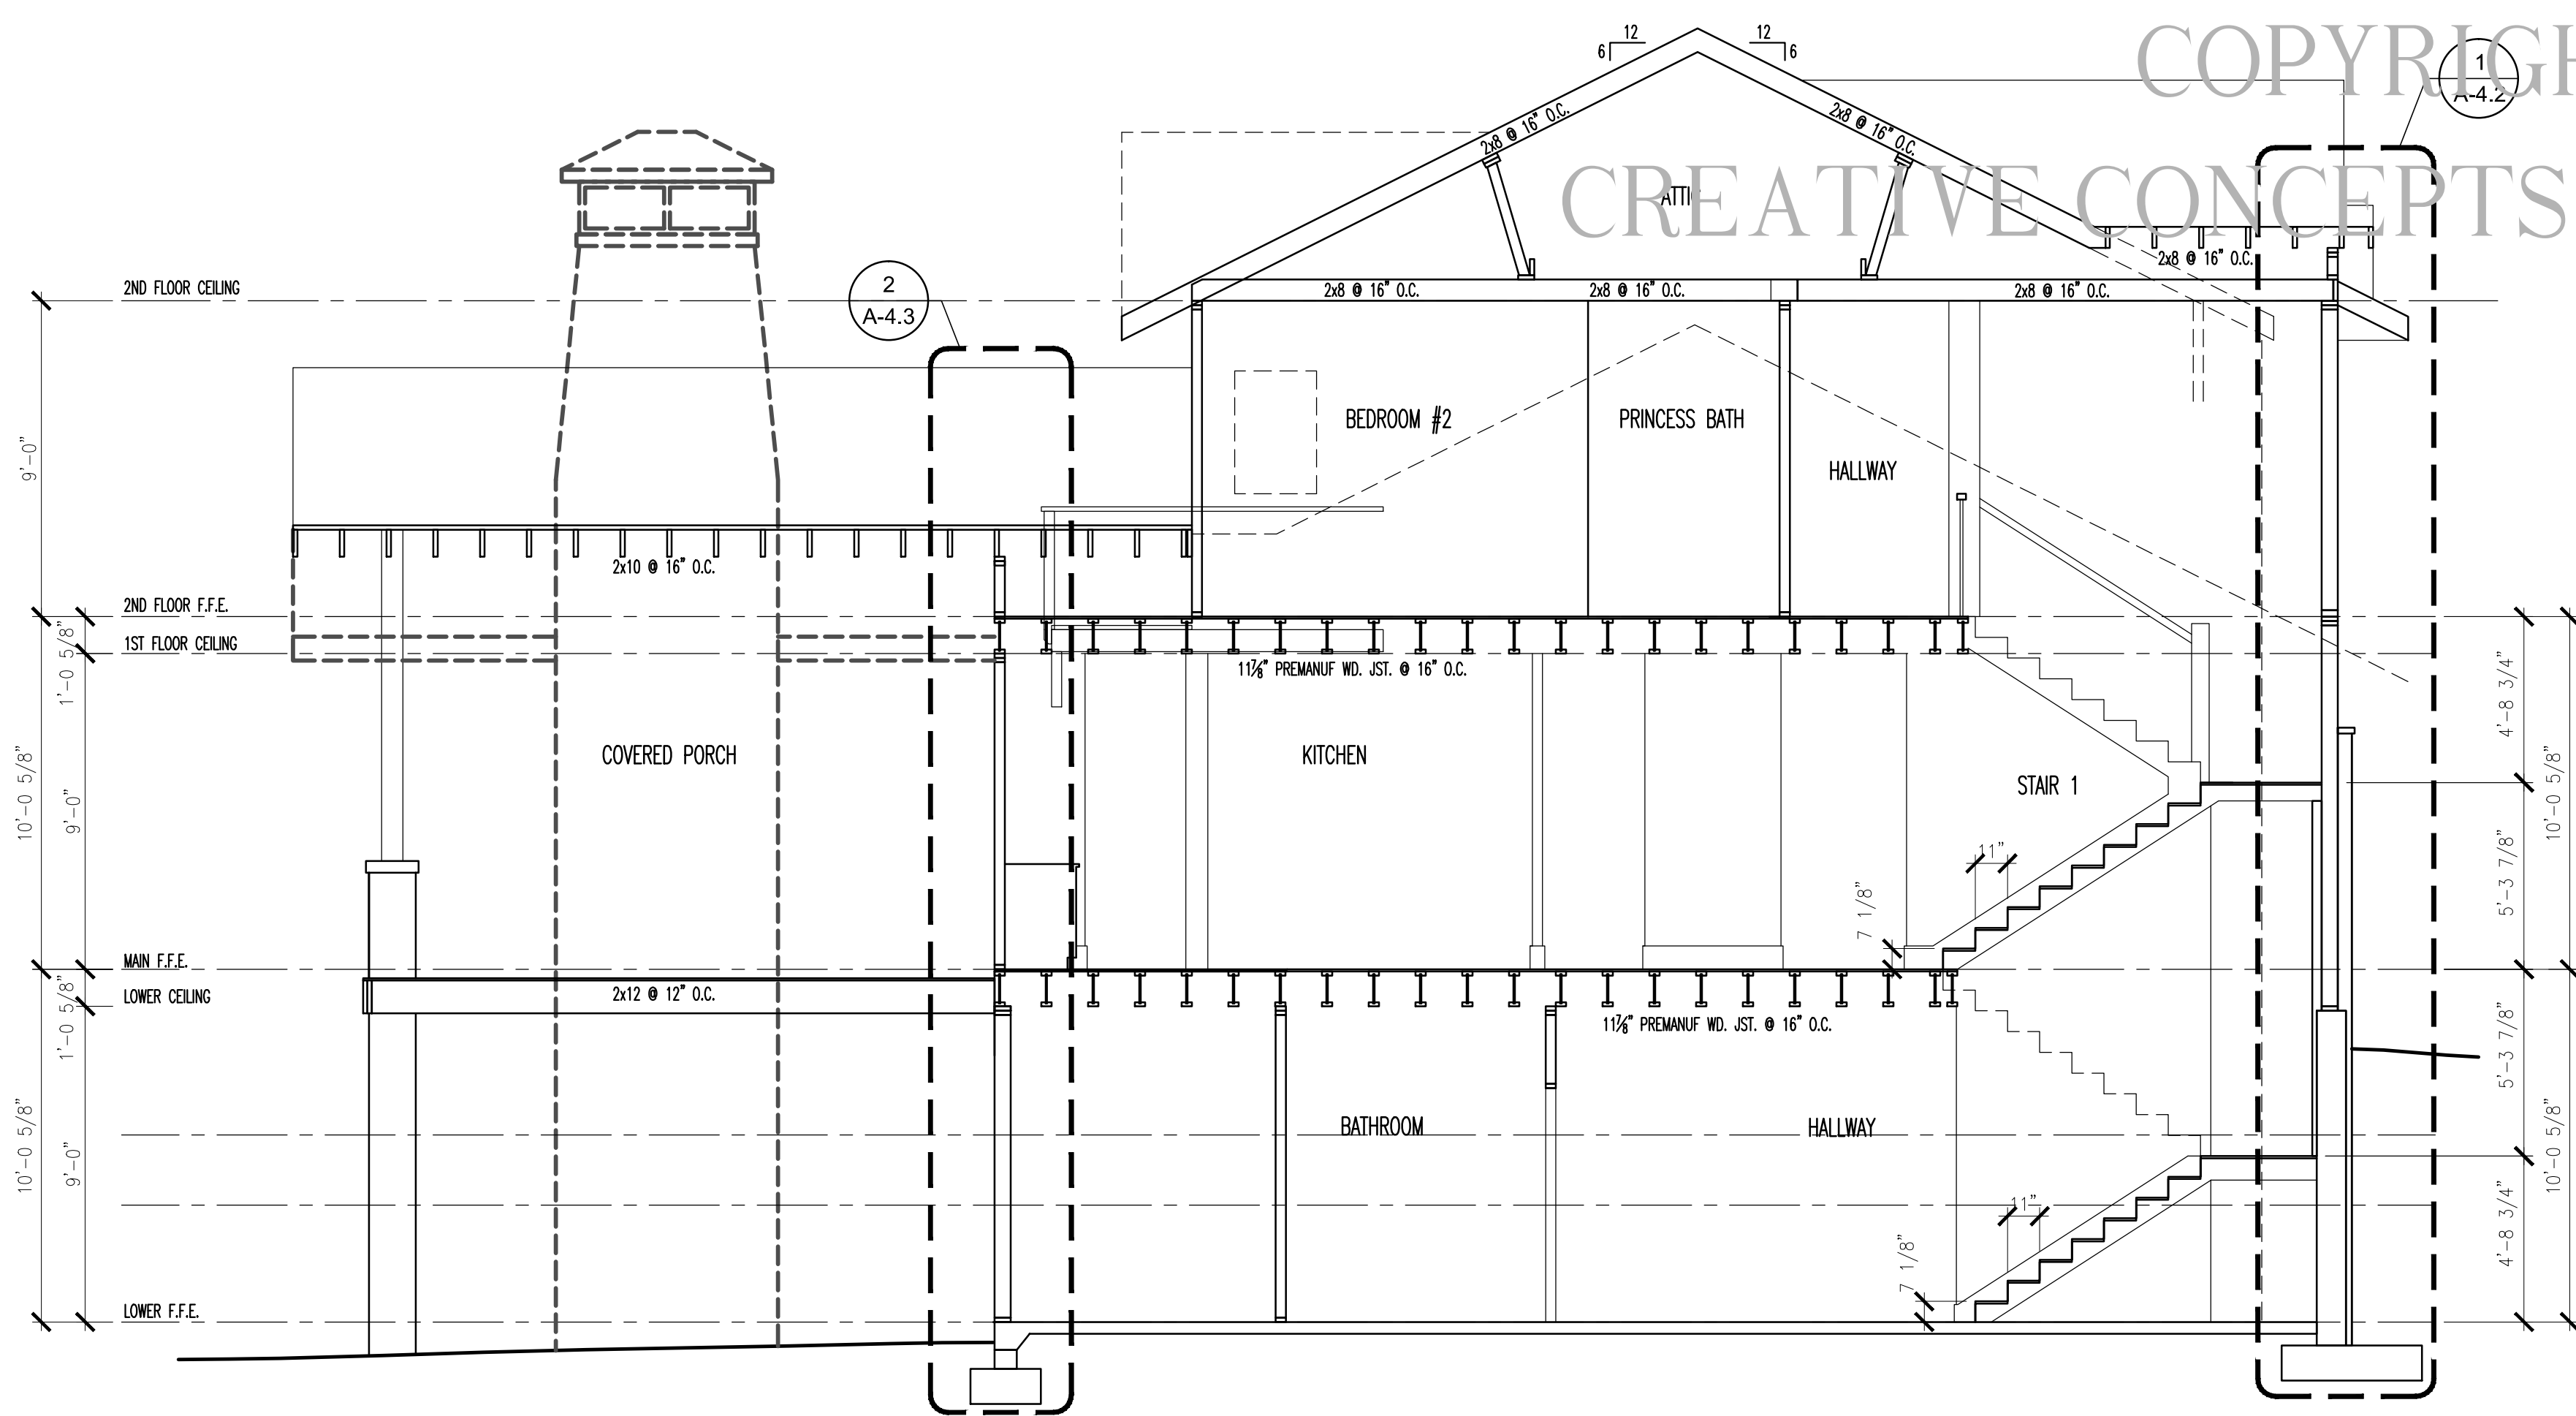 COPYRIGH
CREATIVE CONCEPTS
12
6
12
6
1
A-4.2
2x8 @ 16" O.C.
2x8 @ 16" O.C.
ATTIC
2x8 @ 16" O.C.
2ND FLOOR CEILING
2
A-4.3
2x8 @ 16" O.C.
2x8 @ 16" O.C.
2x8 @ 16" O.C.
9'-0"
BEDROOM #2
PRINCESS BATH
HALLWAY
2x10 @ 16" O.C.
2ND FLOOR F.F.E.
1'-0 5/8"
1ST FLOOR CEILING
11⅞" PREMANUF WD. JST. @ 16" O.C.
4'-8 3/4"
10'-0 5/8"
9'-0"
COVERED PORCH
KITCHEN
STAIR 1
10'-0 5/8"
11"
7 1/8"
5'-3 7/8"
MAIN F.F.E.
LOWER CEILING
1'-0 5/8"
2x12 @ 12" O.C.
11⅞" PREMANUF WD. JST. @ 16" O.C.
5'-3 7/8"
10'-0 5/8"
9'-0"
BATHROOM
HALLWAY
10'-0 5/8"
11"
7 1/8"
4'-8 3/4"
LOWER F.F.E.